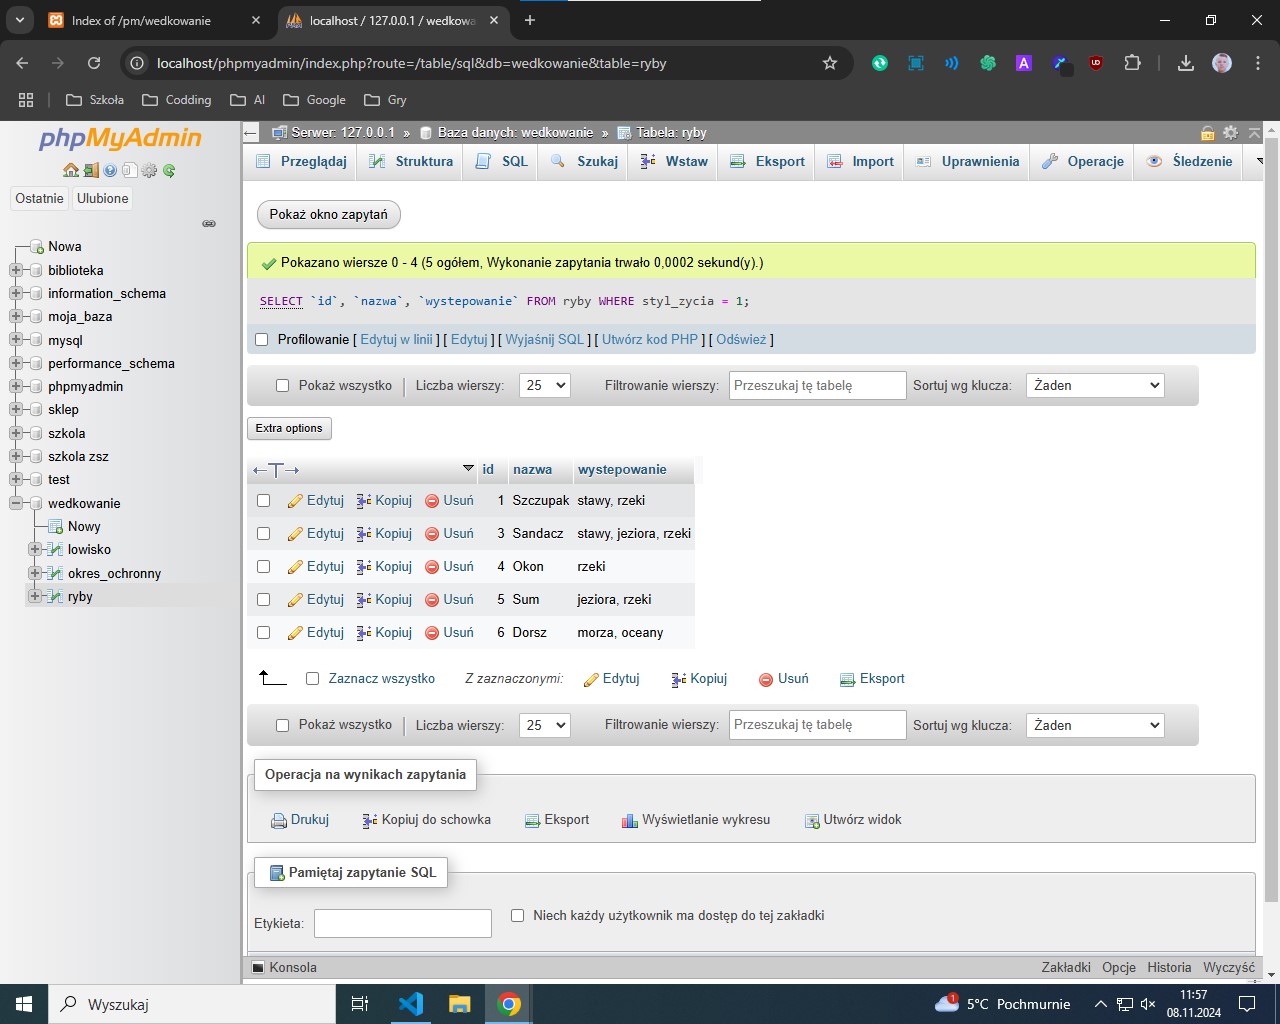 Index of /pm/wedkowanie
localhost / 127.0.0.1 / wedkowa
localhost/phpmyadmin/index.php?route=/table/sql&db=wedkowanie&table=ryby
Szkoła
Codding
AI
Google
Gry
phpMyAdmin
Ostatnie
Ulubione
Nowa
biblioteka
information_schema
moja_baza
mysql
performance_schema
phpmyadmin
sklep
szkola
szkola zsz
test
wedkowanie
Nowy
lowisko
okres_ochronny
ryby
Serwer: 127.0.0.1 » Baza danych: wedkowanie » Tabela: ryby
Przeglądaj Struktura SQL Szukaj Wstaw Eksport Import Uprawnienia Operacje Śledzenie
Pokaż okno zapytań
Pokazano wiersze 0 - 4 (5 ogółem, Wykonanie zapytania trwało 0,0002 sekund(y).)
SELECT `id`, `nazwa`, `wystepowanie` FROM ryby WHERE styl_zycia = 1;
Profilowanie [ Edytuj w linii ] [ Edytuj ] [ Wyjaśnij SQL ] [ Utwórz kod PHP ] [ Odśwież ]
Pokaż wszystko Liczba wierszy: 25 Filtrowanie wierszy: Przeszukaj tę tabelę Sortuj wg klucza: Żaden
Extra options
←T→ id nazwa wystepowanie
Edytuj Kopiuj Usuń 1 Szczupak stawy, rzeki
Edytuj Kopiuj Usuń 3 Sandacz stawy, jeziora, rzeki
Edytuj Kopiuj Usuń 4 Okon rzeki
Edytuj Kopiuj Usuń 5 Sum jeziora, rzeki
Edytuj Kopiuj Usuń 6 Dorsz morza, oceany
Zaznacz wszystko Z zaznaczonymi: Edytuj Kopiuj Usuń Eksport
Pokaż wszystko Liczba wierszy: 25 Filtrowanie wierszy: Przeszukaj tę tabelę Sortuj wg klucza: Żaden
Operacja na wynikach zapytania
Drukuj Kopiuj do schowka Eksport Wyświetlanie wykresu Utwórz widok
Pamiętaj zapytanie SQL
Etykieta: Niech każdy użytkownik ma dostęp do tej zakładki
Konsola Zakładki Opcje Historia Wyczyść
Wyszukaj
1
5°C Pochmurnie
11:57
08.11.2024